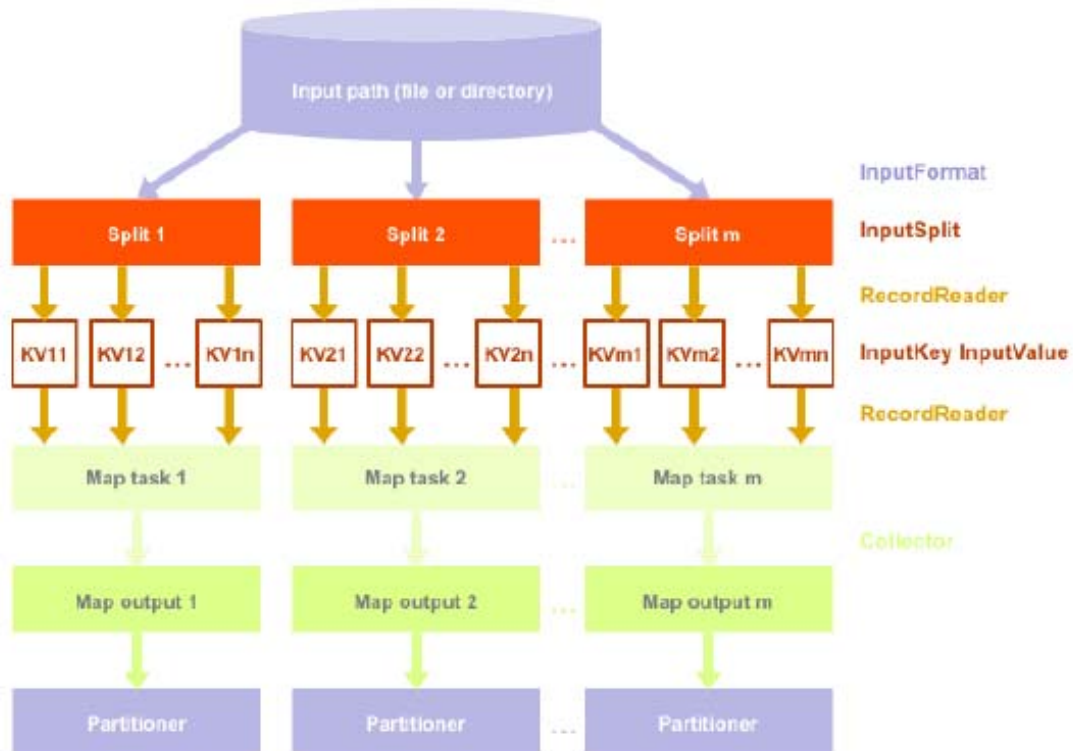 Input path (file or directory)
InputFormat
Split 1 Split 2 ... Split m InputSplit
RecordReader
KV11 KV12 ... KV1n KV21 KV22 ... KV2n ... KVm1 KVm2 ... KVmn InputKey InputValue
RecordReader
Map task 1 Map task 2 ... Map task m
Collector
Map output 1 Map output 2 ... Map output m
Partitioner Partitioner ... Partitioner